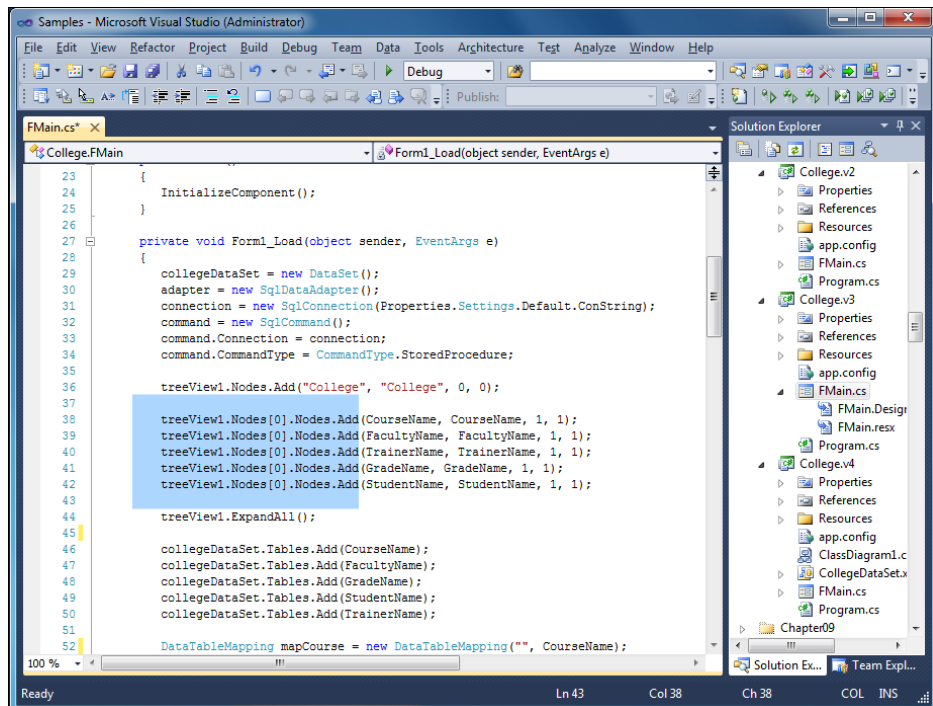 Samples - Microsoft Visual Studio (Administrator)
File Edit View Refactor Project Build Debug Team Data Tools Architecture Test Analyze Window Help
Debug
Publish:
FMain.cs*
College.FMain
Form1_Load(object sender, EventArgs e)
23 {
24 InitializeComponent();
25 }
26
27 private void Form1_Load(object sender, EventArgs e)
28 {
29 collegeDataSet = new DataSet();
30 adapter = new SqlDataAdapter();
31 connection = new SqlConnection(Properties.Settings.Default.ConString);
32 command = new SqlCommand();
33 command.Connection = connection;
34 command.CommandType = CommandType.StoredProcedure;
35
36 treeView1.Nodes.Add("College", "College", 0, 0);
37
38 treeView1.Nodes[0].Nodes.Add(CourseName, CourseName, 1, 1);
39 treeView1.Nodes[0].Nodes.Add(FacultyName, FacultyName, 1, 1);
40 treeView1.Nodes[0].Nodes.Add(TrainerName, TrainerName, 1, 1);
41 treeView1.Nodes[0].Nodes.Add(GradeName, GradeName, 1, 1);
42 treeView1.Nodes[0].Nodes.Add(StudentName, StudentName, 1, 1);
43
44 treeView1.ExpandAll();
45
46 collegeDataSet.Tables.Add(CourseName);
47 collegeDataSet.Tables.Add(FacultyName);
48 collegeDataSet.Tables.Add(GradeName);
49 collegeDataSet.Tables.Add(StudentName);
50 collegeDataSet.Tables.Add(TrainerName);
51
52 DataTableMapping mapCourse = new DataTableMapping("", CourseName);
100 %
Solution Explorer
College.v2
Properties
References
Resources
app.config
FMain.cs
Program.cs
College.v3
Properties
References
Resources
app.config
FMain.cs
FMain.Desigr
FMain.resx
Program.cs
College.v4
Properties
References
Resources
app.config
ClassDiagram1.c
CollegeDataSet.x
FMain.cs
Program.cs
Chapter09
Solution Ex...
Team Expl...
Ready
Ln 43
Col 38
Ch 38
COL
INS